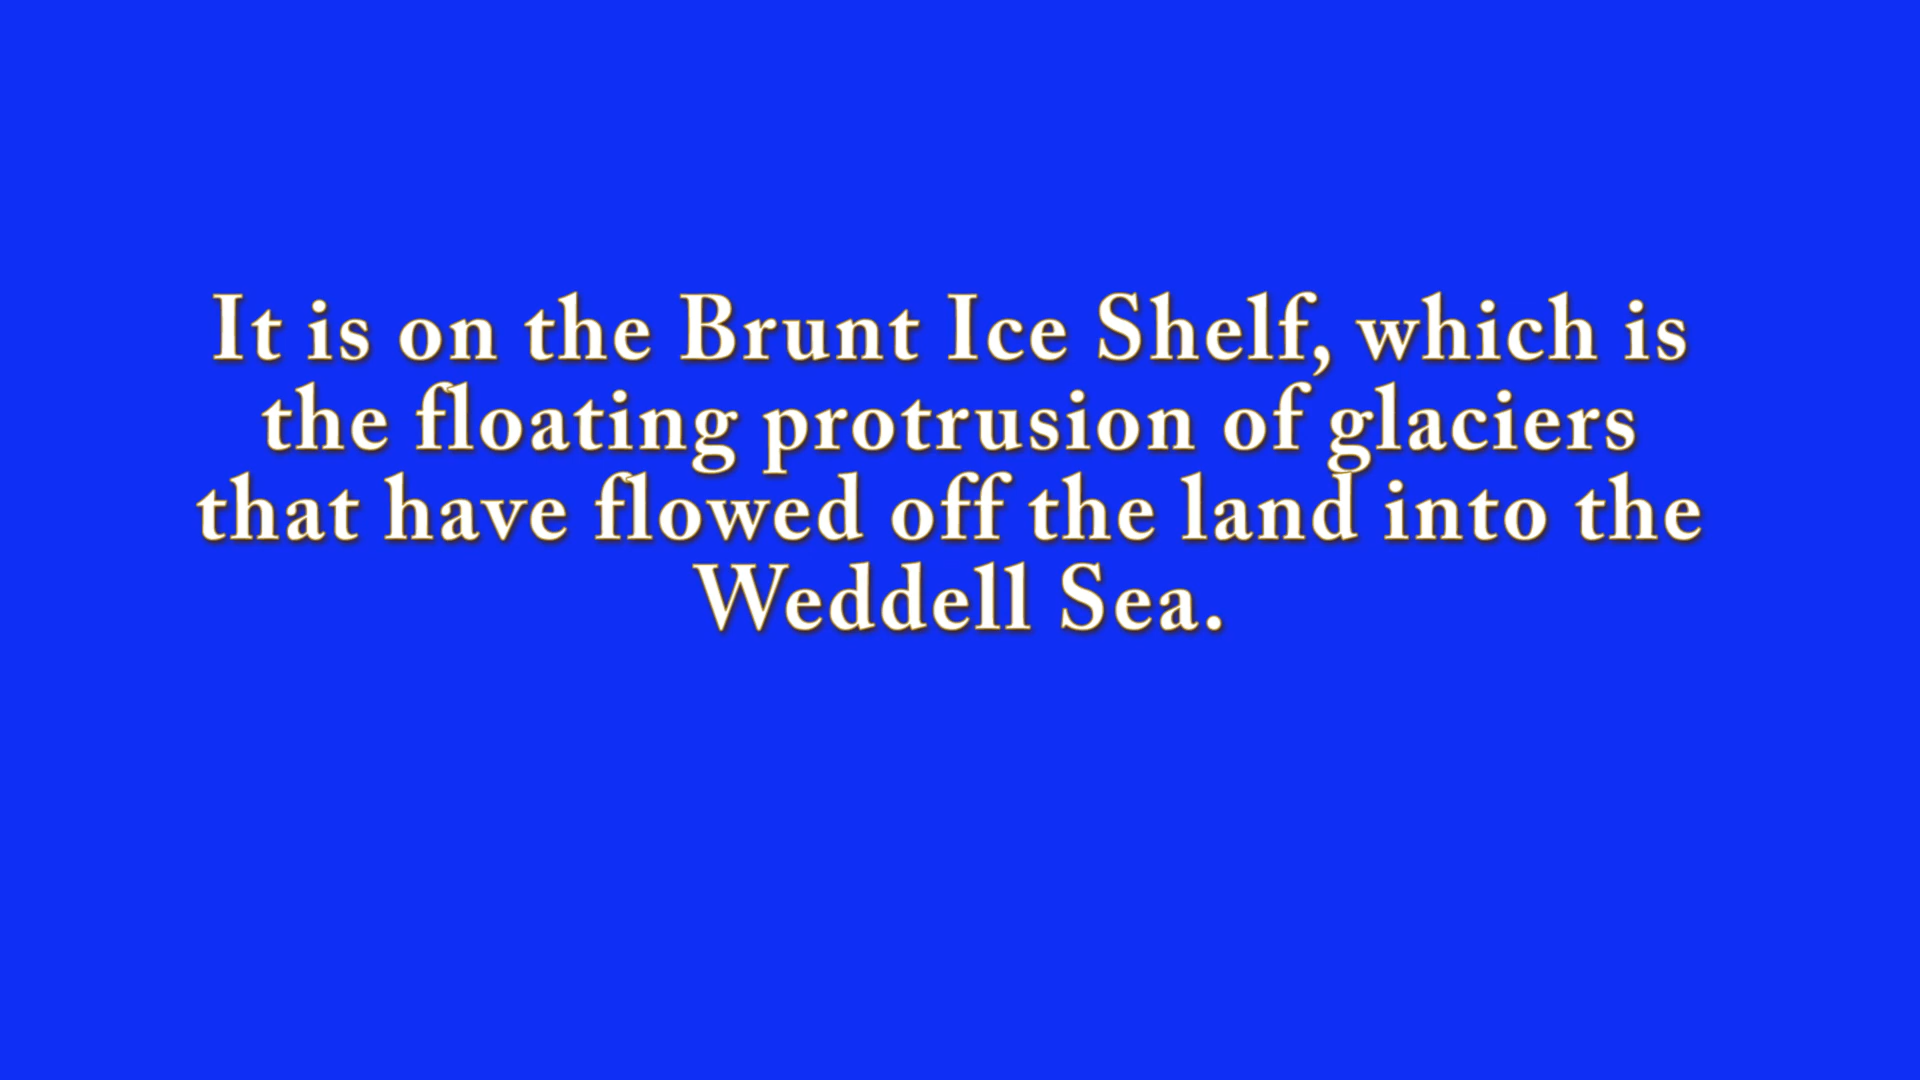 It is on the Brunt Ice Shelf, which is
the floating protrusion of glaciers
that have flowed off the land into the
Weddell Sea.